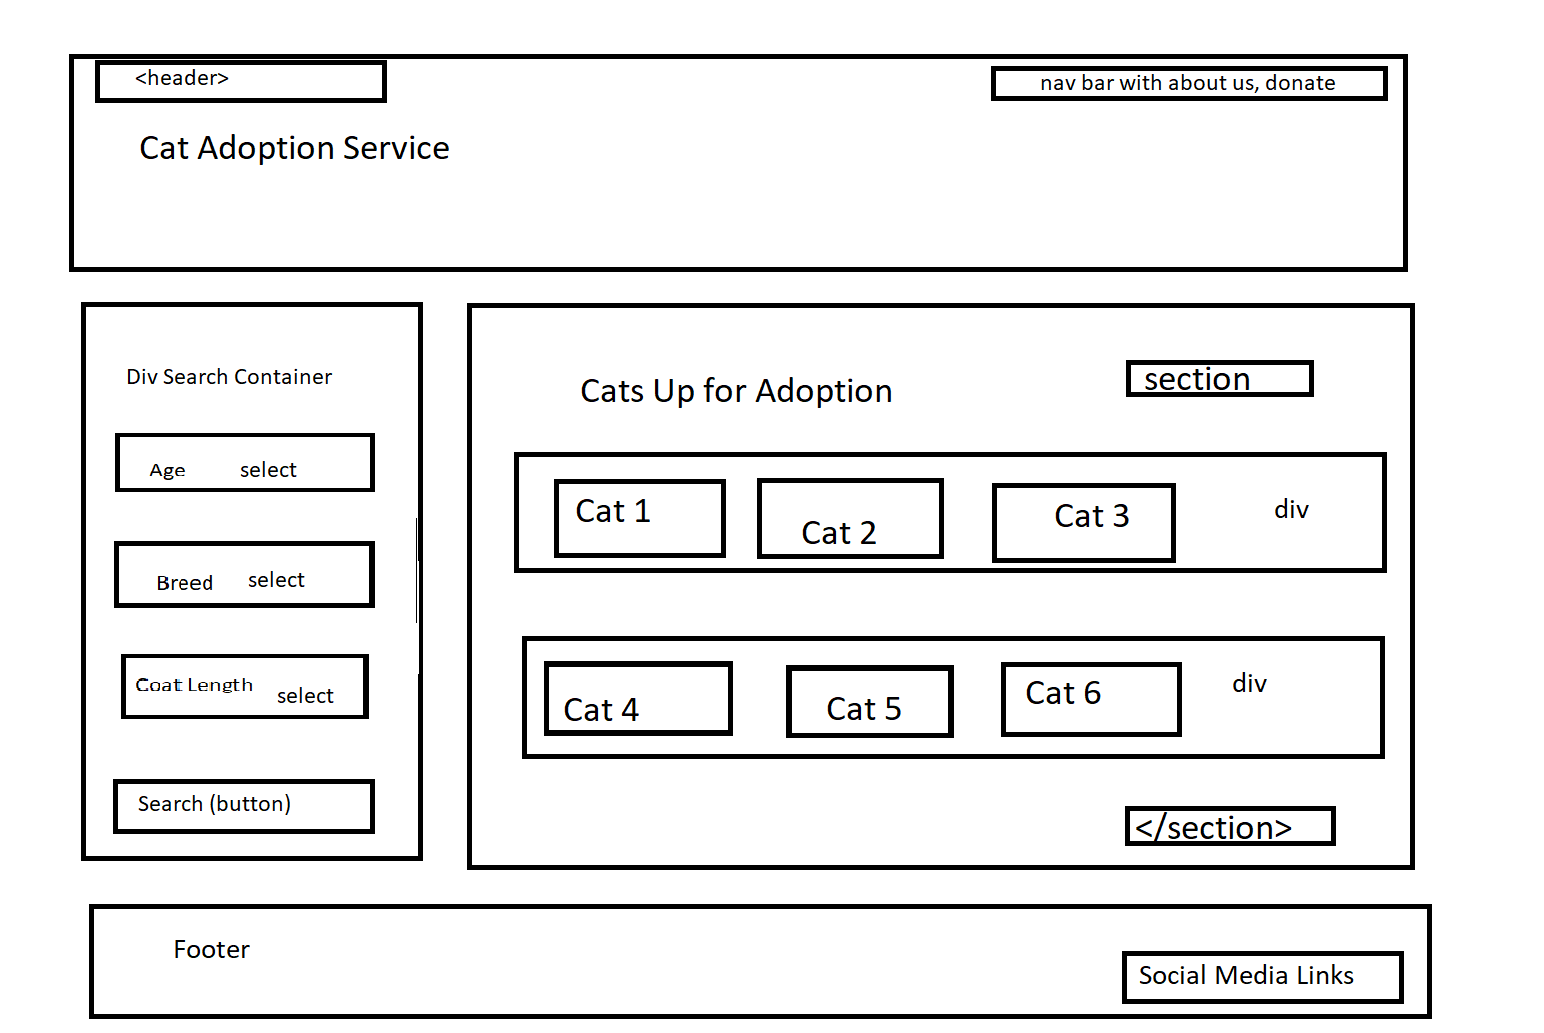 <header>
nav bar with about us, donate
Cat Adoption Service
Div Search Container
Age select
Breed select
Coat Length select
Search (button)
Cats Up for Adoption
section
Cat 1
Cat 2
Cat 3
div
Cat 4
Cat 5
Cat 6
div
</section>
Footer
Social Media Links